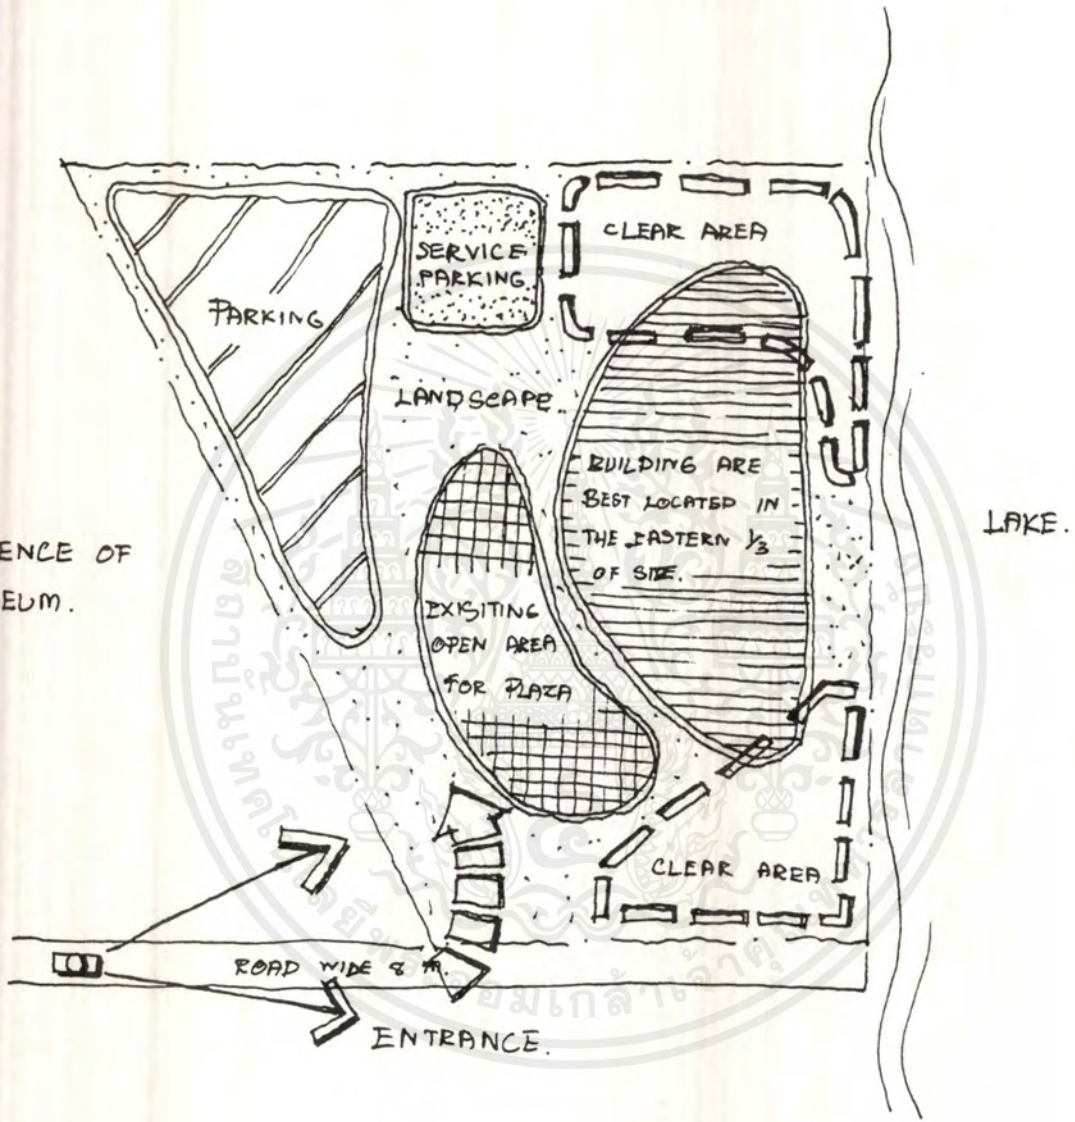 CLEAR AREA
SERVICE
PARKING
PARKING
LANDSCAPE.
BUILDING ARE
BEST LOCATED IN
THE EASTERN 1/3
OF SITE.
LAKE.
ENCE OF
EUM.
EXISITING
OPEN AREA
FOR PLAZA
CLEAR AREA
ROAD WIDE 8 M.
ENTRANCE.